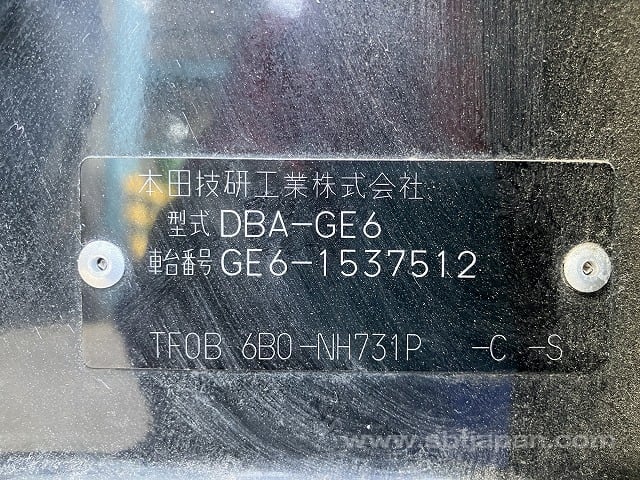 本田技研工業株式会社
型式 DBA-GE6
車台番号 GE6-1537512
TF0B 6B0-NH731P -C -S
www.sbtjapan.com